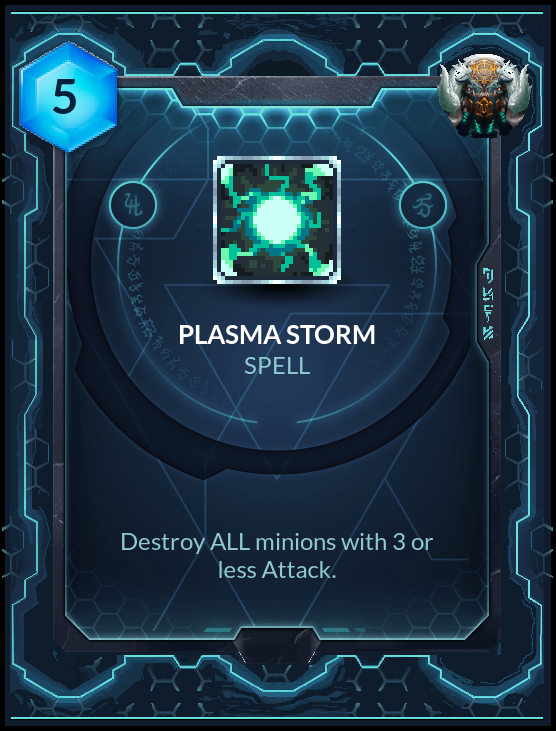 5
PLASMA STORM
SPELL
Destroy ALL minions with 3 or
less Attack.